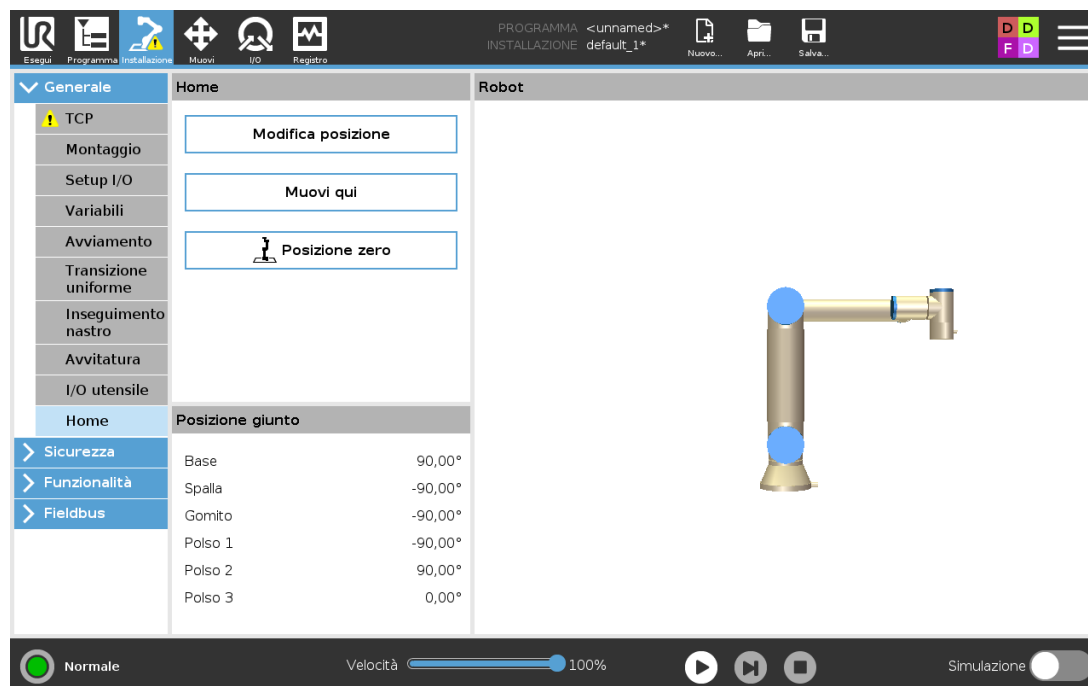 PROGRAMMA <unnamed>*
INSTALLAZIONE default_1*
Esegui
Programma
Installazione
Muovi
I/O
Registro
Nuovo...
Apri...
Salva...
D D
F D
Generale
TCP
Montaggio
Setup I/O
Variabili
Avviamento
Transizione
uniforme
Inseguimento
nastro
Avvitatura
I/O utensile
Home
Sicurezza
Funzionalità
Fieldbus
Home
Modifica posizione
Muovi qui
Posizione zero
Posizione giunto
Base 90,00°
Spalla -90,00°
Gomito -90,00°
Polso 1 -90,00°
Polso 2 90,00°
Polso 3 0,00°
Robot
Normale
Velocità 100%
Simulazione